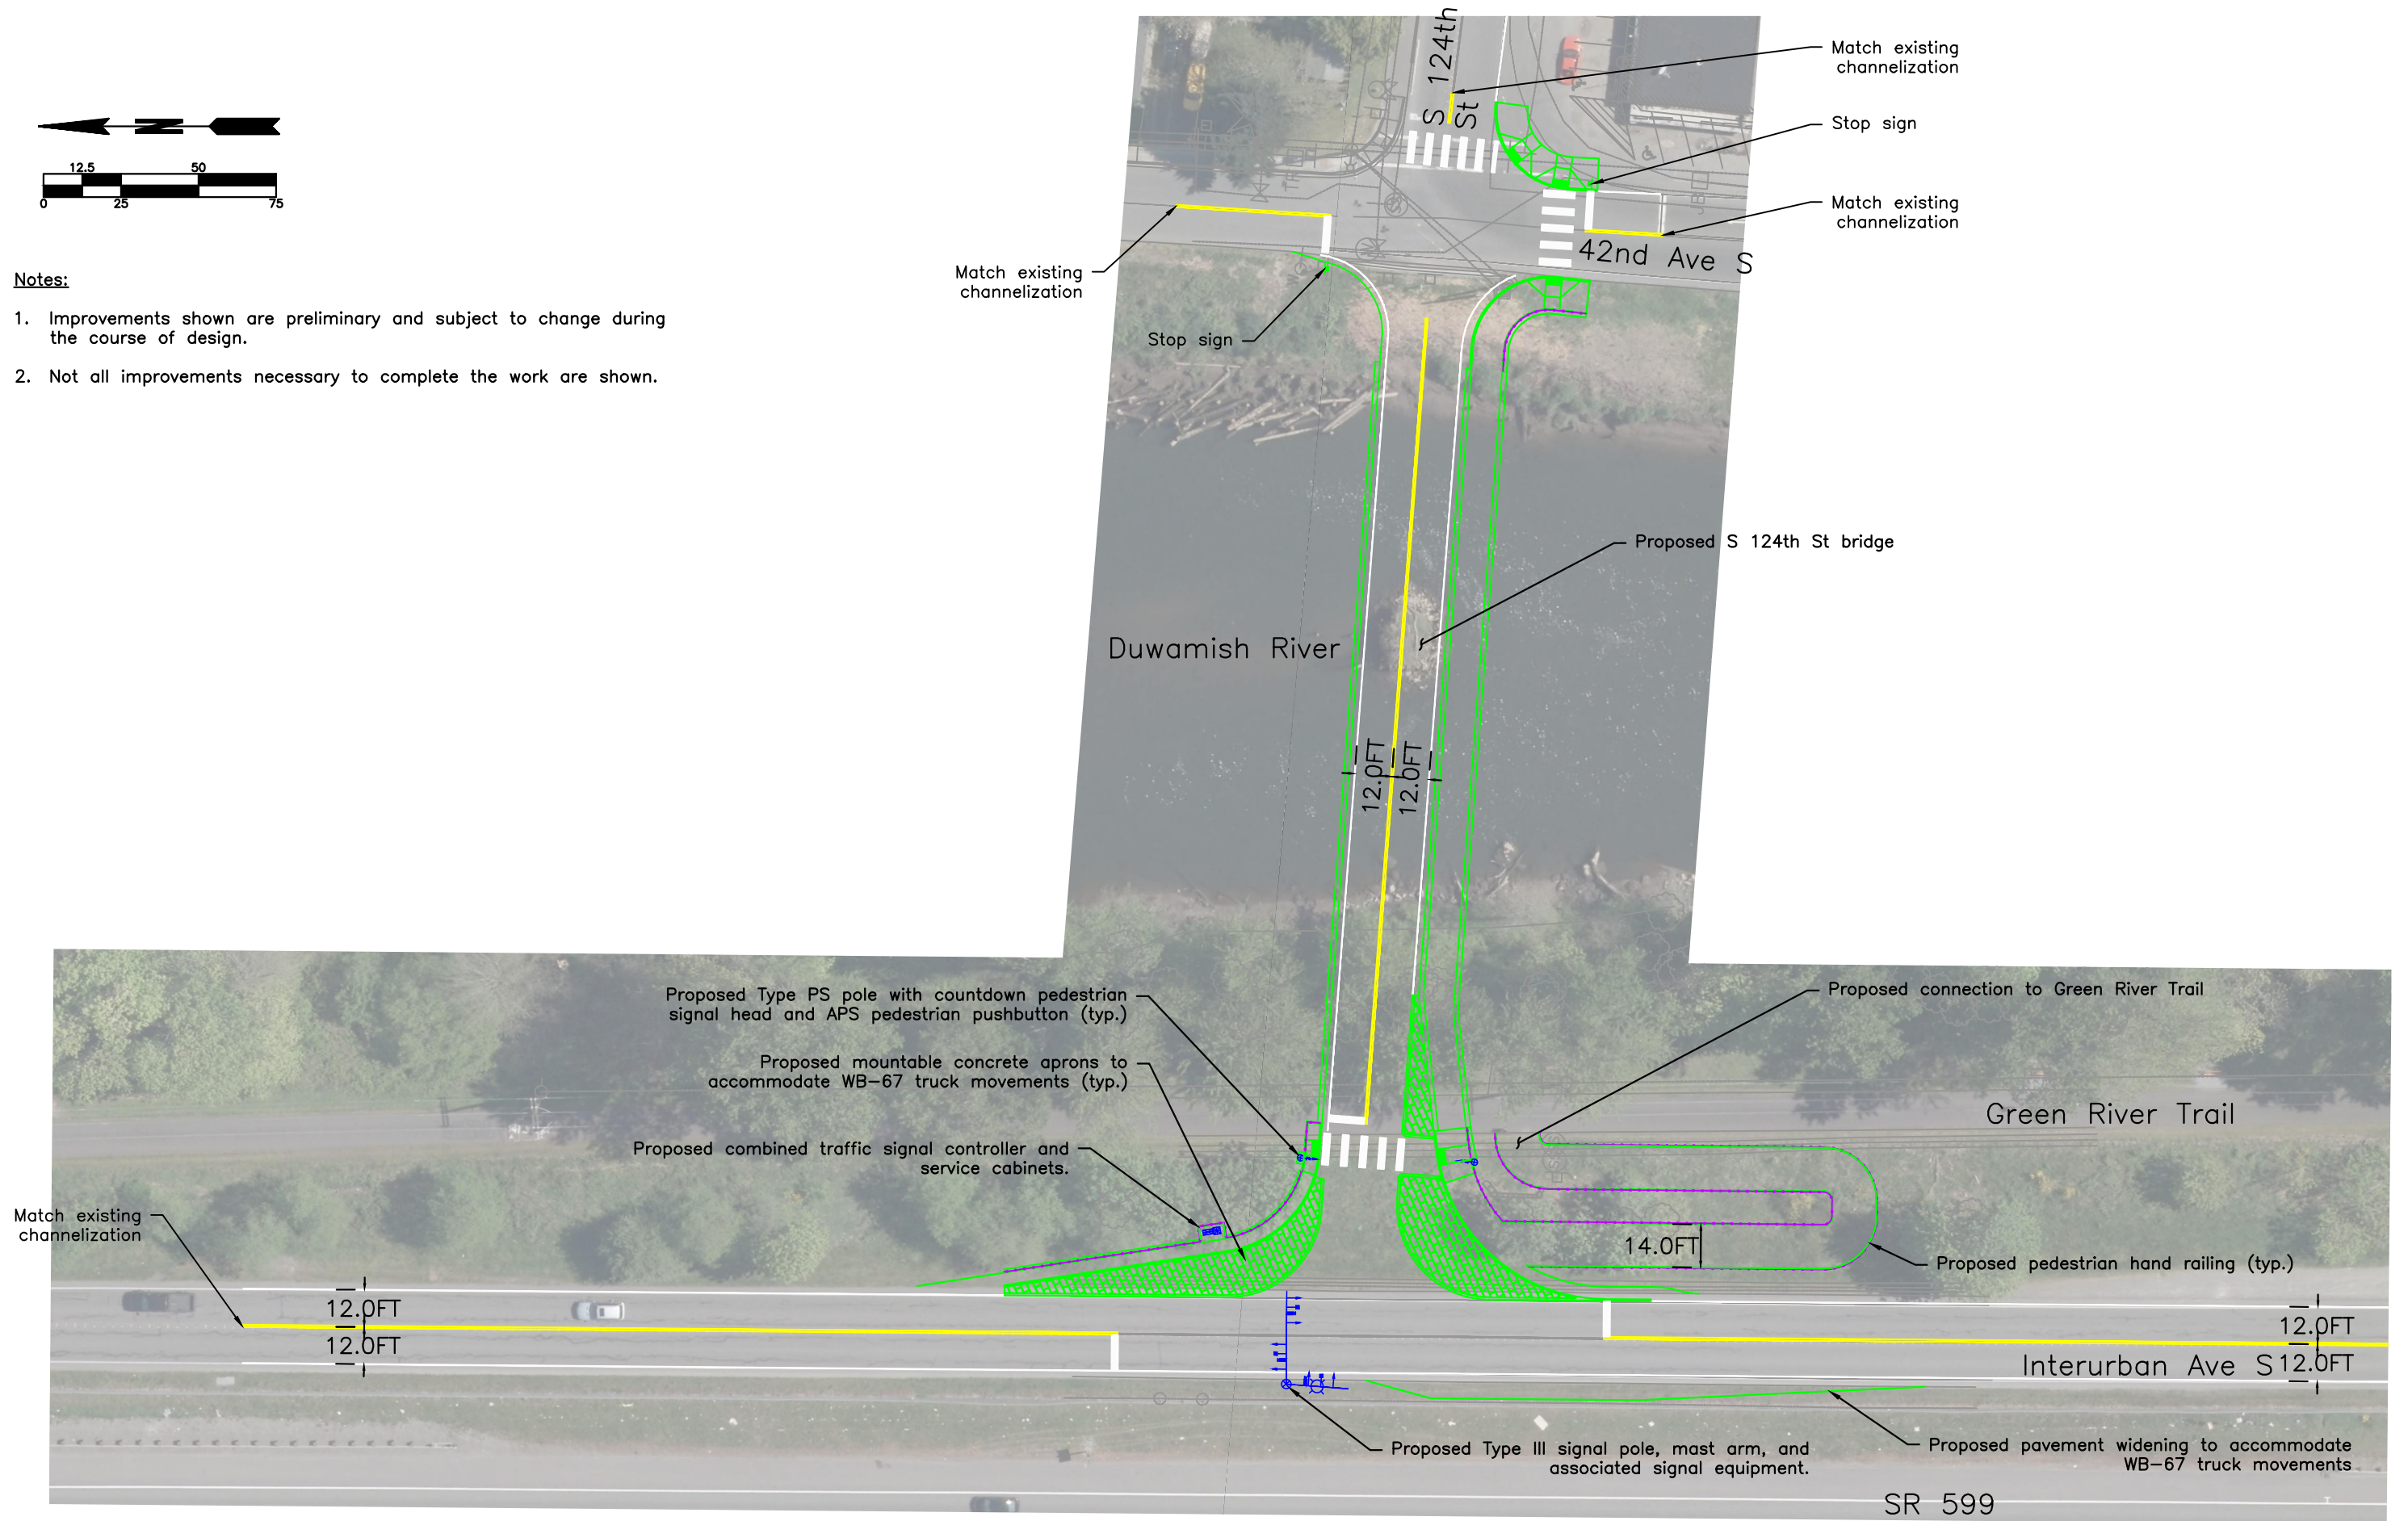 S 124th
St
Match existing
channelization
Stop sign
Match existing
channelization
N
12.5
50
0
25
75
42nd Ave S
Match existing
channelization
Notes:
1. Improvements shown are preliminary and subject to change during
the course of design.
2. Not all improvements necessary to complete the work are shown.
Stop sign
Proposed S 124th St bridge
Duwamish River
12.0FT
12.0FT
Proposed Type PS pole with countdown pedestrian
signal head and APS pedestrian pushbutton (typ.)
Proposed connection to Green River Trail
Proposed mountable concrete aprons to
accommodate WB-67 truck movements (typ.)
Green River Trail
Proposed combined traffic signal controller and
service cabinets.
Match existing
channelization
14.0FT
Proposed pedestrian hand railing (typ.)
12.0FT
12.0FT
12.0FT
Interurban Ave S
12.0FT
Proposed Type III signal pole, mast arm, and
associated signal equipment.
Proposed pavement widening to accommodate
WB-67 truck movements
SR 599